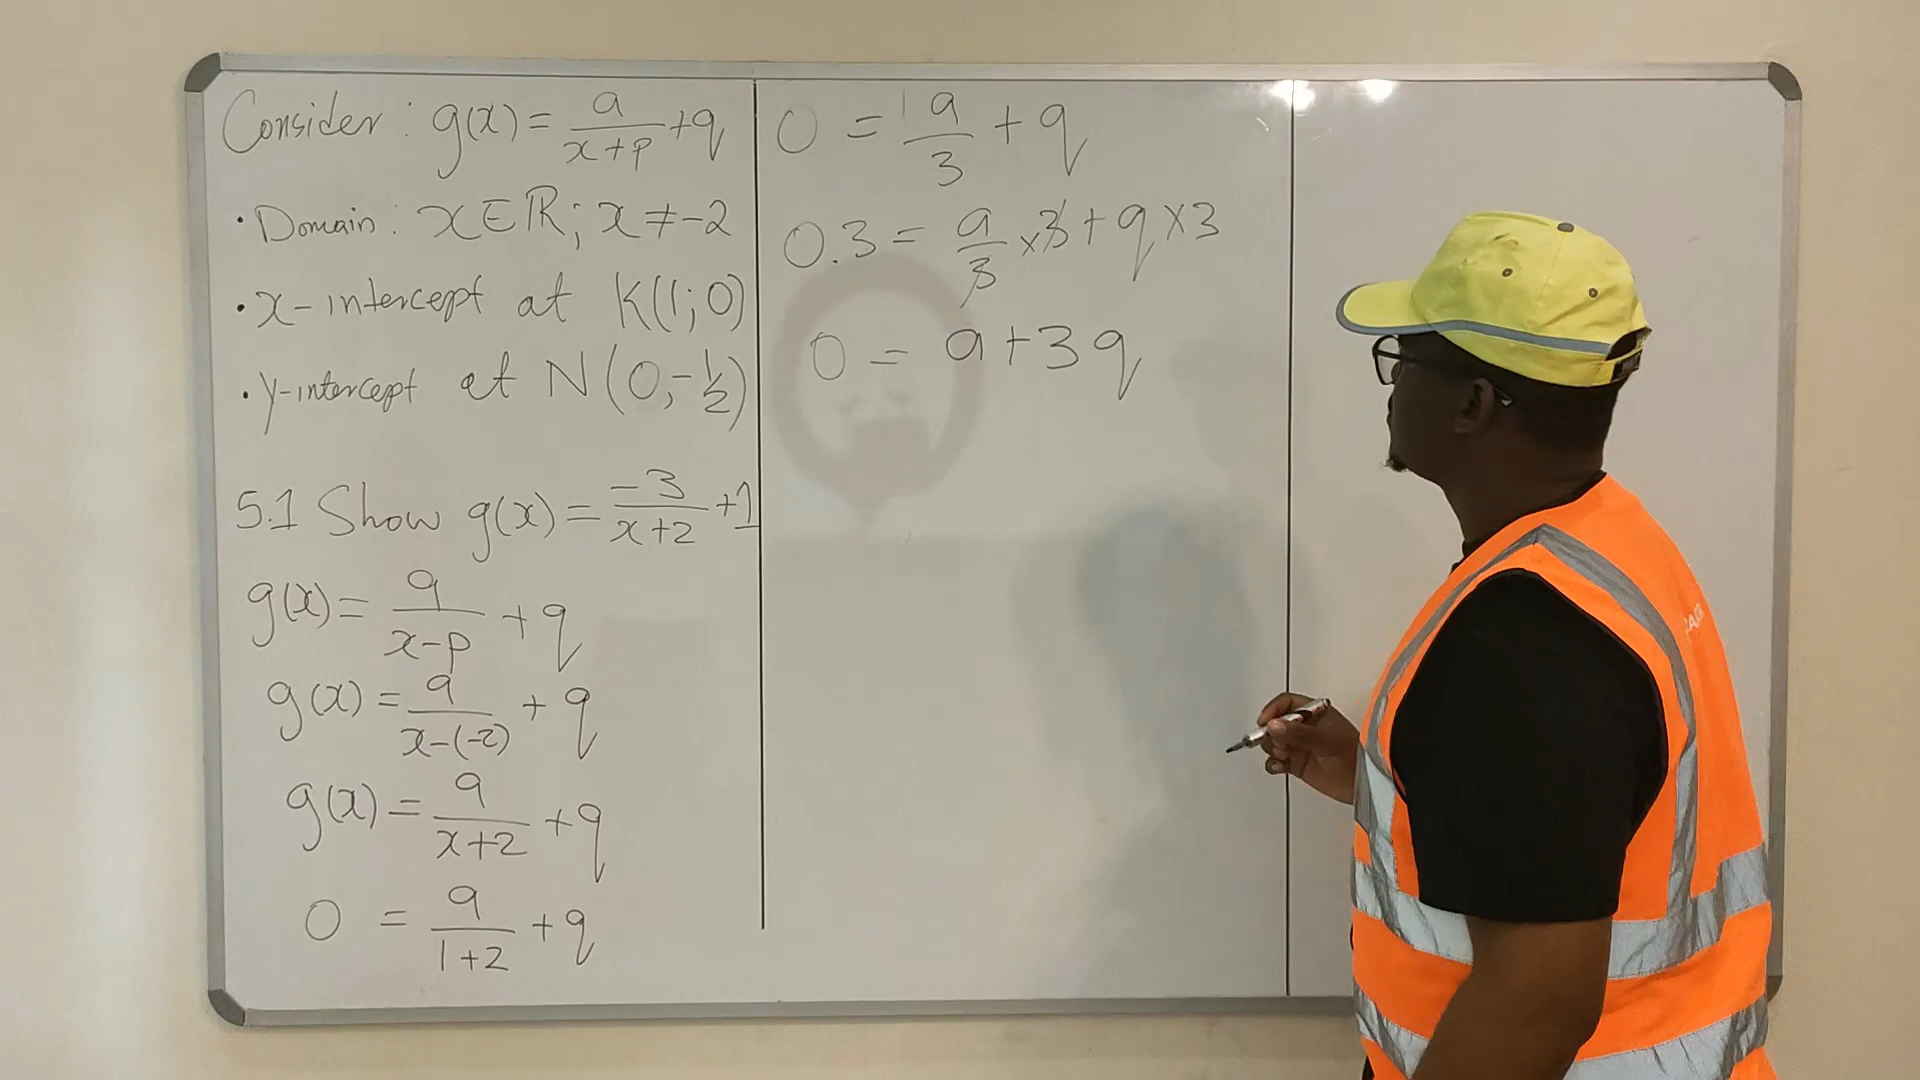 Consider: g(x) = a/(x+p) + q
• Domain: x∈ℝ; x ≠ -2
• x-intercept at K(1;0)
• y-intercept at N(0;-1/2)
5.1 Show g(x) = -3/(x+2) + 1
g(x) = a/(x-p) + q
g(x) = a/(x-(-2)) + q
g(x) = a/(x+2) + q
0 = a/(1+2) + q
0 = a/3 + q
0.3 = a/3 ×3 + q×3
0 = a+3q